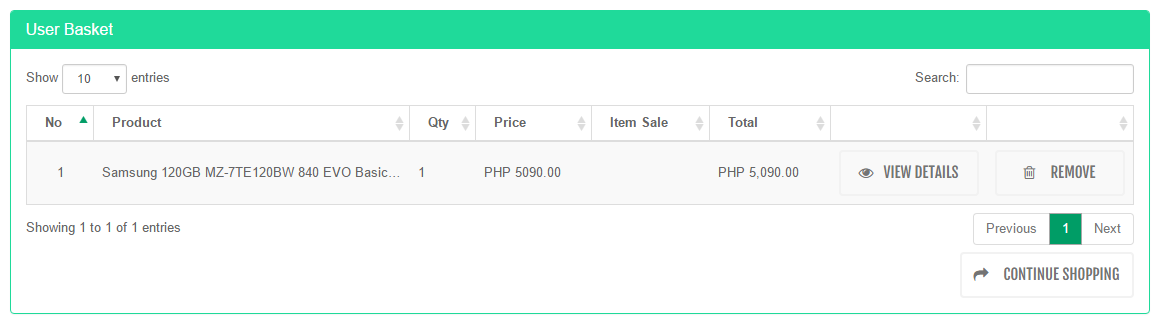 User Basket
Show 10 entries Search:
No Product Qty Price Item Sale Total
1 Samsung 120GB MZ-7TE120BW 840 EVO Basic... 1 PHP 5090.00 PHP 5,090.00 VIEW DETAILS REMOVE
Showing 1 to 1 of 1 entries Previous 1 Next
CONTINUE SHOPPING